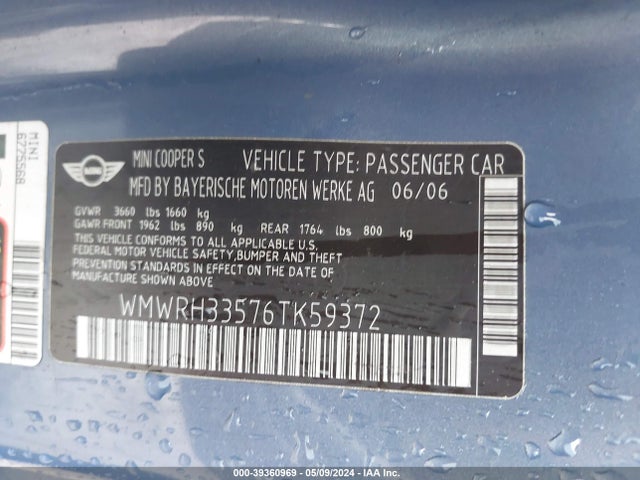 MINI COOPER S VEHICLE TYPE: PASSENGER CAR
MFD BY BAYERISCHE MOTOREN WERKE AG 06/06
GVWR 3660 lbs 1660 kg
GAWR FRONT 1962 lbs 890 kg REAR 1764 lbs 800 kg
THIS VEHICLE CONFORMS TO ALL APPLICABLE U.S.
FEDERAL MOTOR VEHICLE SAFETY,BUMPER AND THEFT
PREVENTION STANDARDS IN EFFECT ON THE DATE OF
MANUFACTURE SHOWN ABOVE
WMWRH33576TK59372
MINI
6775568
000-39360969 - 05/09/2024 - IAA Inc.